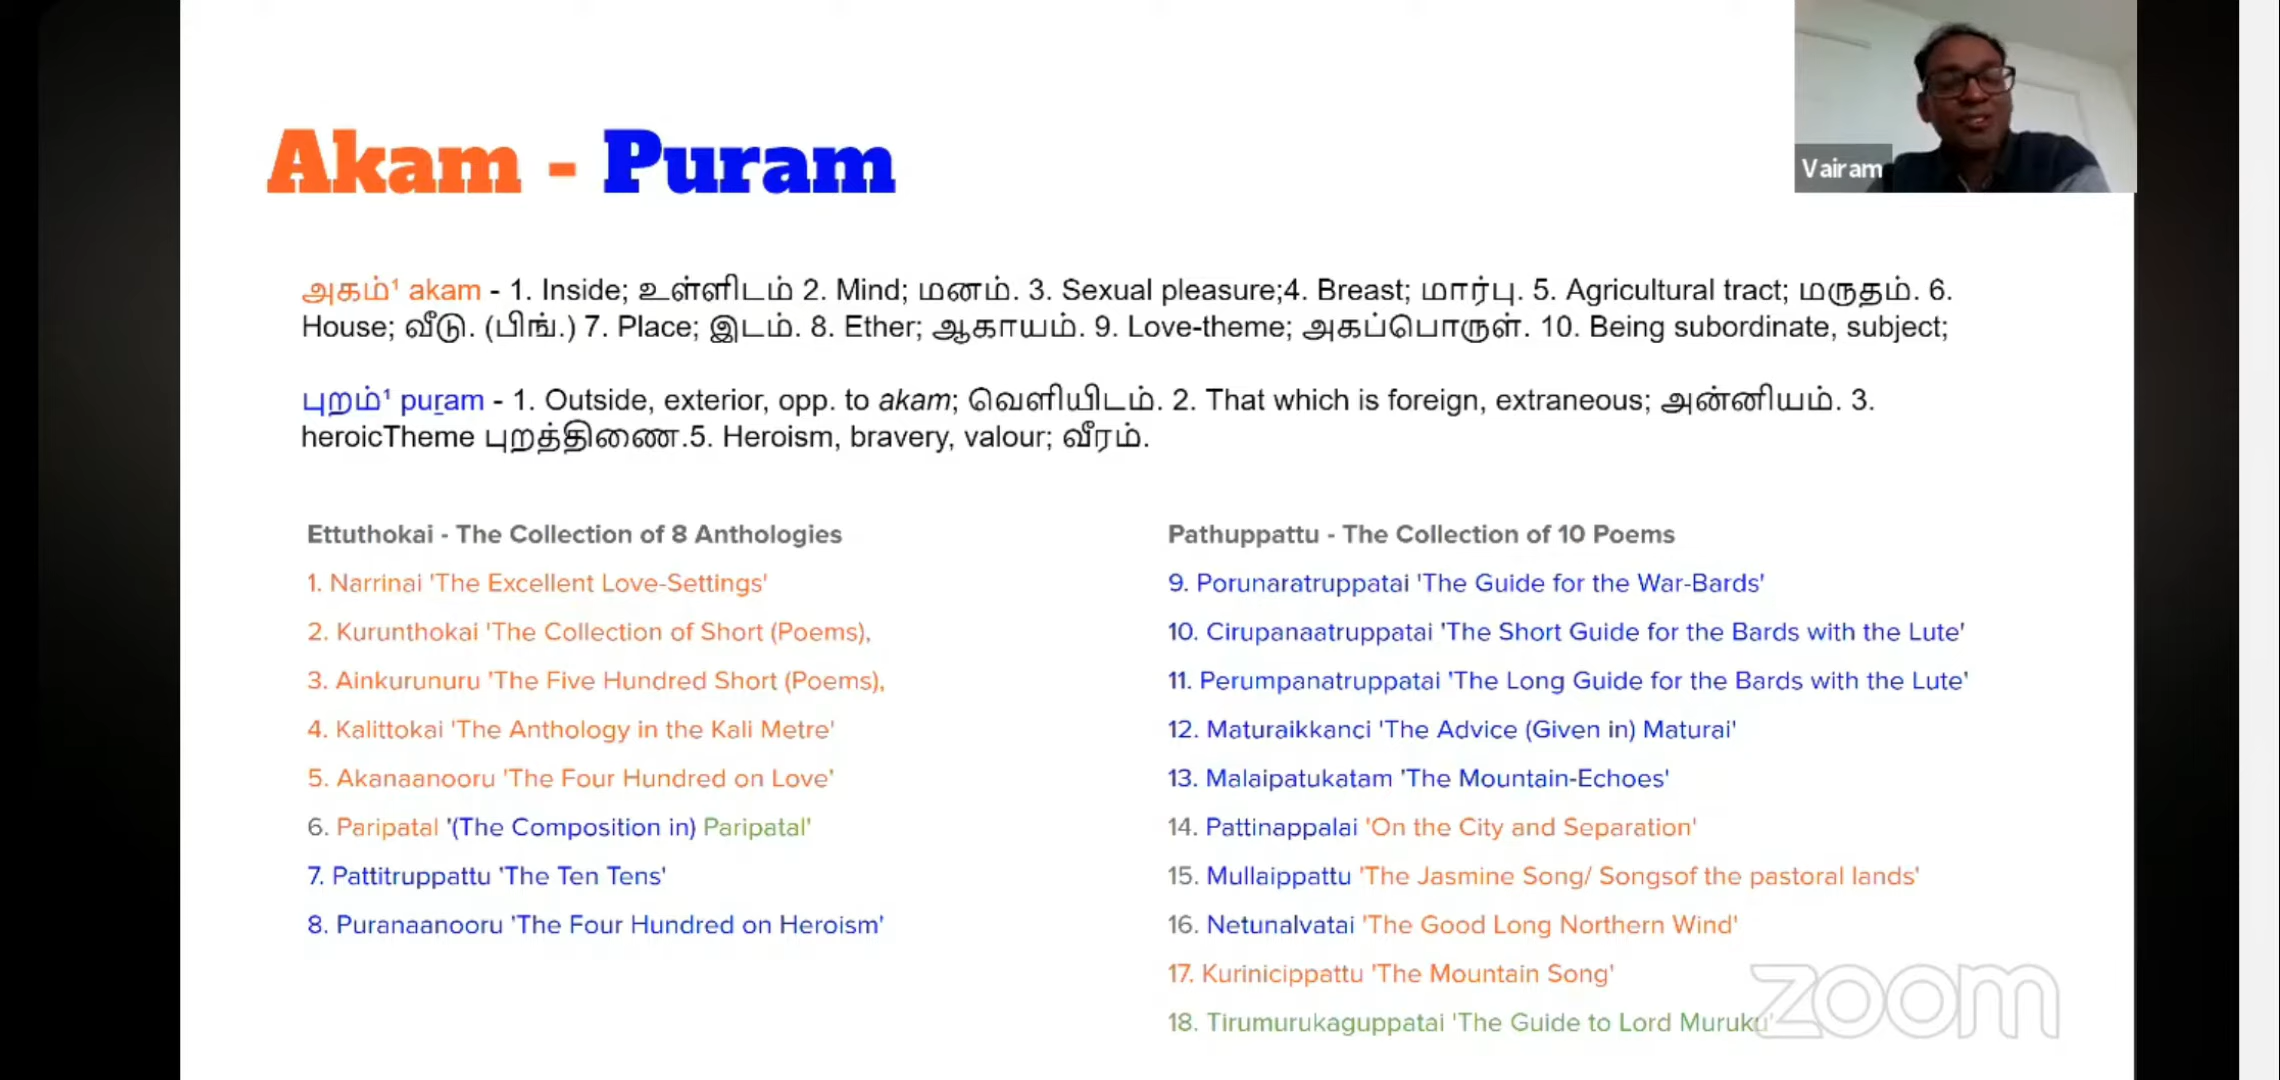 Akam - Puram
Vairam
அகம்¹ akam - 1. Inside; உள்ளிடம் 2. Mind; மனம். 3. Sexual pleasure;4. Breast; மார்பு. 5. Agricultural tract; மருதம். 6.
House; வீடு. (பிங்.) 7. Place; இடம். 8. Ether; ஆகாயம். 9. Love-theme; அகப்பொருள். 10. Being subordinate, subject;
புறம்¹ puṟam - 1. Outside, exterior, opp. to akam; வெளியிடம். 2. That which is foreign, extraneous; அன்னியம். 3.
heroicTheme புறத்திணை.5. Heroism, bravery, valour; வீரம்.
Ettuthokai - The Collection of 8 Anthologies
1. Narrinai 'The Excellent Love-Settings'
2. Kurunthokai 'The Collection of Short (Poems),
3. Ainkurunuru 'The Five Hundred Short (Poems),
4. Kalittokai 'The Anthology in the Kali Metre'
5. Akanaanooru 'The Four Hundred on Love'
6. Paripatal '(The Composition in) Paripatal'
7. Pattitruppattu 'The Ten Tens'
8. Puranaanooru 'The Four Hundred on Heroism'
Pathuppattu - The Collection of 10 Poems
9. Porunaratruppatai 'The Guide for the War-Bards'
10. Cirupanaatruppatai 'The Short Guide for the Bards with the Lute'
11. Perumpanatruppatai 'The Long Guide for the Bards with the Lute'
12. Maturaikkanci 'The Advice (Given in) Maturai'
13. Malaipatukatam 'The Mountain-Echoes'
14. Pattinappalai 'On the City and Separation'
15. Mullaippattu 'The Jasmine Song/ Songsof the pastoral lands'
16. Netunalvatai 'The Good Long Northern Wind'
17. Kurinicippattu 'The Mountain Song'
18. Tirumurukaguppatai 'The Guide to Lord Muruku'
zoom